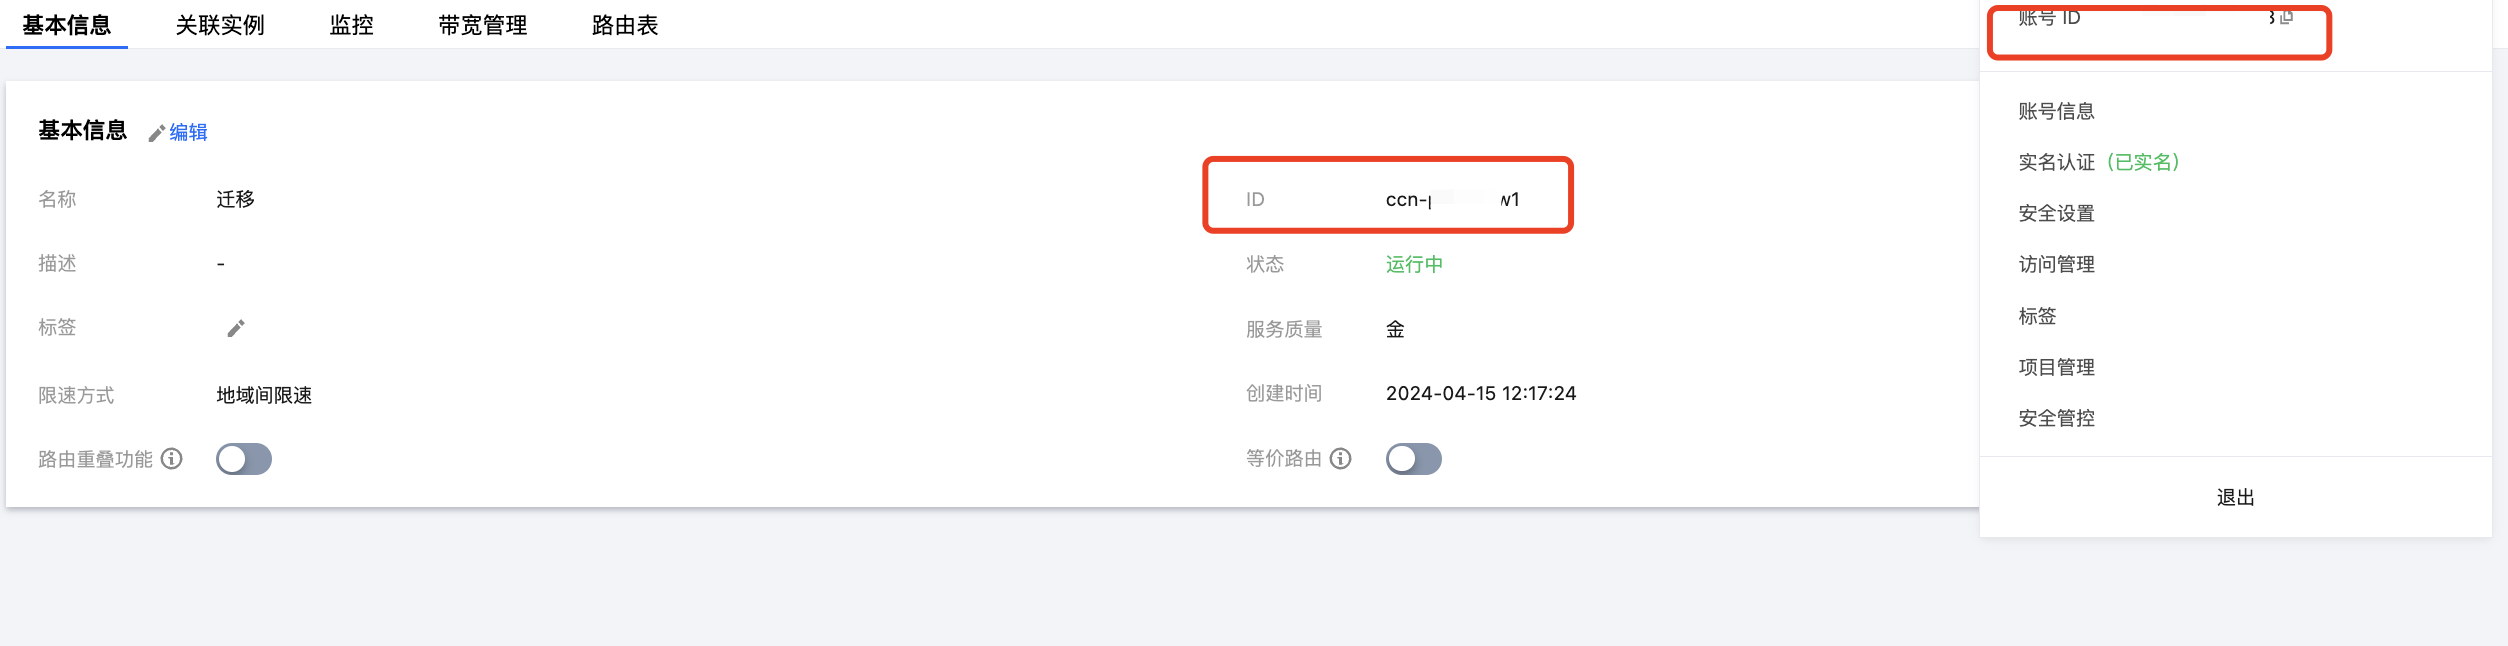 基本信息 关联实例 监控 带宽管理 路由表
账号 ID
基本信息 编辑
名称 迁移
ID ccn- w1
描述 -
状态 运行中
标签
服务质量 金
限速方式 地域间限速
创建时间 2024-04-15 12:17:24
路由重叠功能
等价路由
账号信息
实名认证 (已实名)
安全设置
访问管理
标签
项目管理
安全管控
退出